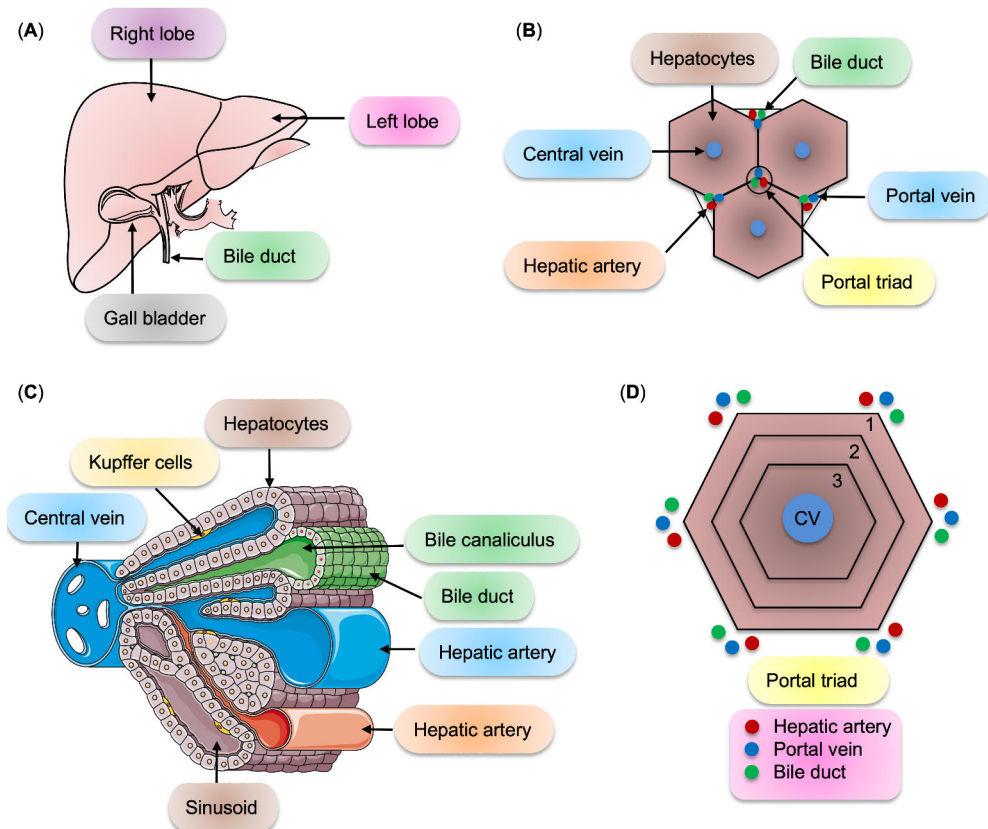 (A)
Right lobe
Left lobe
Bile duct
Gall bladder
(B)
Hepatocytes
Bile duct
Central vein
Portal vein
Hepatic artery
Portal triad
(C)
Hepatocytes
Kupffer cells
Central vein
Bile canaliculus
Bile duct
Hepatic artery
Hepatic artery
Sinusoid
(D)
1
2
3
CV
Portal triad
Hepatic artery
Portal vein
Bile duct